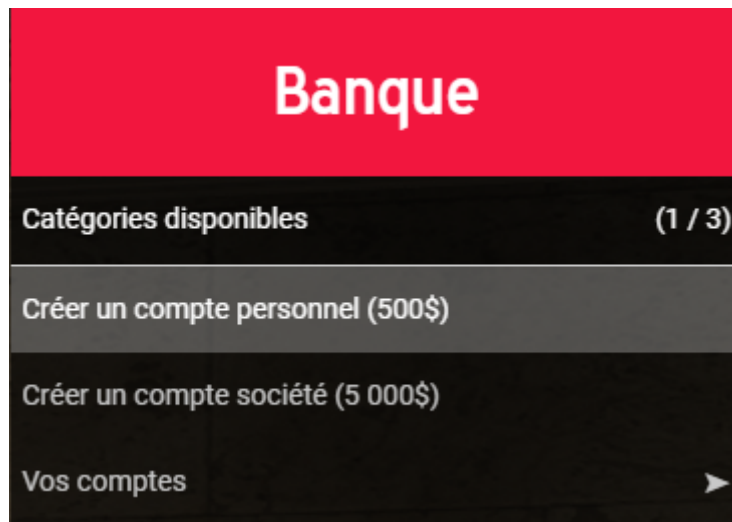 Banque
Catégories disponibles (1 / 3)
Créer un compte personnel (500$)
Créer un compte société (5 000$)
Vos comptes